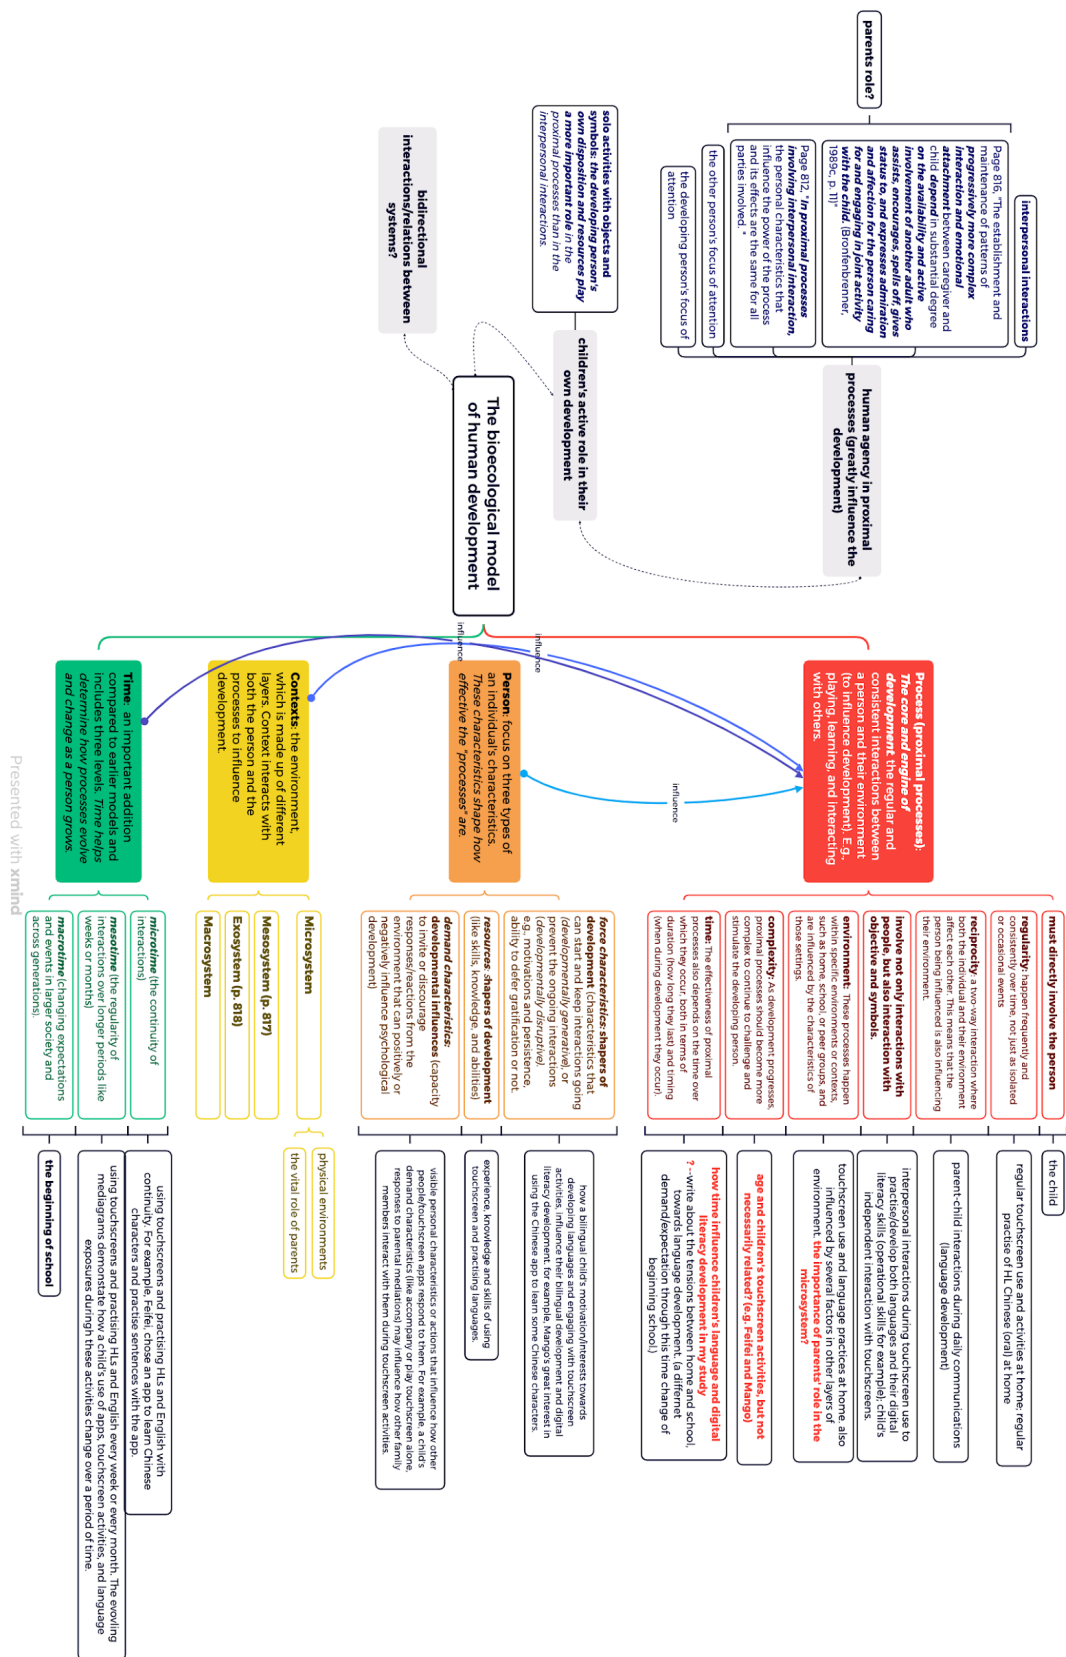 parents role?
interpersonal interactions
Page 816, "The establishment and
maintenance of patterns of
progressively more complex
interaction and emotional
attachment between caregiver and
child depend in substantial degree
on the availability and active
involvement of another adult who
assists, encourages, spells off, gives
status to, and expresses admiration
and affection for the person caring
for and engaging in joint activity
with the child. (Bronfenbrenner,
1989c, p. 11)"
Page 812, "In proximal processes
involving interpersonal interaction,
the personal characteristics that
influence the power of the process
and its effects are the same for all
parties involved. "
the other person's focus of attention
the developing person's focus of
attention
human agency in proximal
processes (greatly influence the
development)
solo activities with objects and
symbols: the developing person's
own disposition and resources play
a more important role in the
proximal processes than in the
interpersonal interactions.
children's active role in their
own development
bidirectional
interactions/relations between
systems?
The bioecological model
of human development
influence
influence
influence
Process (proximal processes):
The core and engine of
development. the regular and
consistent interactions between
a person and their environment
(to influence development). E.g.,
playing, learning, and interacting
with others.
must directly involve the person
the child
regularity: happen frequently and
consistently over time, not just as isolated
or occasional events
regular touchscreen use and activities at home; regular
practise of HL Chinese (oral) at home
reciprocity: a two-way interaction where
both the individual and their environment
affect each other. This means that the
person being influenced is also influencing
their environment.
parent-child interactions during daily communications
(language development)
involve not only interactions with
people, but also interaction with
objective and symbols.
interpersonal interactions during touchscreen use to
practise/develop both languages and their digital
literacy skills (operational skills for example); child's
independent interaction with touchscreens.
environment: These processes happen
within specific environments or contexts,
such as home, school, or peer groups, and
are influenced by the characteristics of
those settings.
touchscreen use and language practices at home. also
influenced by several factors in other layers of
environment. the importance of parents' role in the
microsystem?
complexity: As development progresses,
proximal processes should become more
complex to continue to challenge and
stimulate the developing person.
age and children's touchscreen activities, but not
necessarily related? (e.g. Feifei and Mango)
time: The effectiveness of proximal
processes also depends on the time over
which they occur, both in terms of
duration (how long they last) and timing
(when during development they occur).
how time influence children's language and digital
literacy development in my study
? --write about the tensions between home and school,
towards language development. (a differnet
demand/expectation through this time change of
beginning school.)
Person: focus on three types of
an individual's characteristics.
These characteristics shape how
effective the "processes" are.
force characteristics: shapers of
development (characteristics that
can start and keep interactions going
(developmentally generative), or
prevent the ongoing interactions
(developmentally disruptive).
e.g., motivations and persistence,
ability to defer gratification or not.
how a bilingual child's motivation/interests towards
developing languages and engaging with touchscreen
activities, influence their bilingual development and digital
literacy development. for example, Mango's great interest in
using the Chinese app to learn some Chinese characters.
resources: shapers of development
(like skills, knowledge, and abilities)
experience, knowledge and skills of using
touchscreen and practising languages.
demand characteristics:
developmental influences (capacity
to invite or discourage
responses/reactions from the
environment that can positively or
negatively influence psychological
development)
visible personal characteristics or actions that influence how other
people/touchscreen apps respond to them. For example, a child's
demand characteristics (like accompany or play touchscreen alone,
responses to parental mediations) may influence how other family
members interact with them during touchscreen activities.
Contexts: the environment,
which is made up of different
layers. Context interacts with
both the person and the
processes to influence
development.
Microsystem
physical environments
the vital role of parents
Mesosystem (p. 817)
Exosystem (p. 818)
Macrosystem
Time:  an important addition
compared to earlier models and
includes three levels. Time helps
determine how processes evolve
and change as a person grows.
microtime (the continuity of
interactions)
using touchscreens and practising HLs and English with
continuity. For example, Feifei, chose an app to learn Chinese
characters and practise sentences with the app.
mesotime (the regularity of
interactions over longer periods like
weeks or months)
using touchscreens and practising HLs and English every week or every month. The evovling
mediagrams demonstate how a child's use of apps, touchscreen activities, and language
exposures duringh these activities change over a period of time.
macrotime (changing expectations
and events in larger society and
across generations).
the beginning of school
Presented with xmind